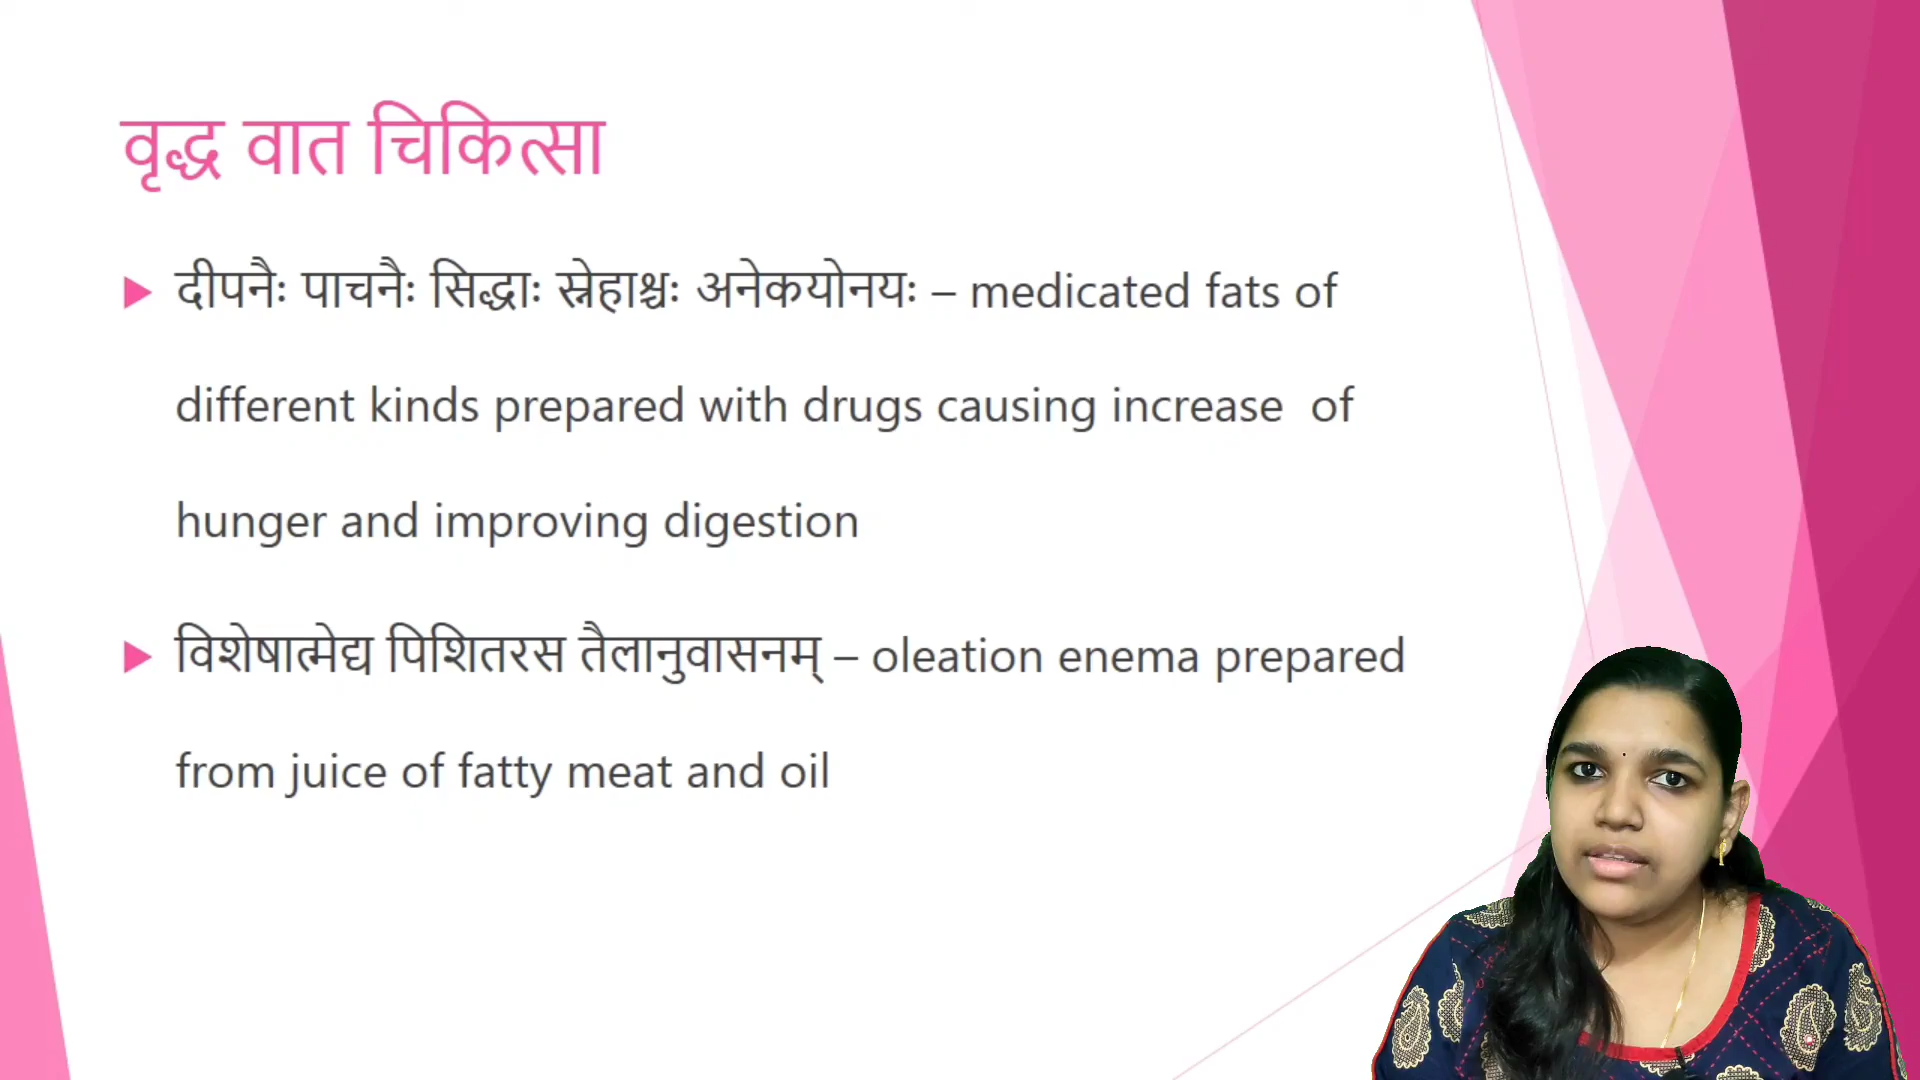 वृद्ध वात चिकित्सा
दीपनैः पाचनैः सिद्धाः स्नेहाश्चः अनेकयोनयः – medicated fats of
different kinds prepared with drugs causing increase of
hunger and improving digestion
विशेषात्मेद्य पिशितरस तैलानुवासनम् – oleation enema prepared
from juice of fatty meat and oil